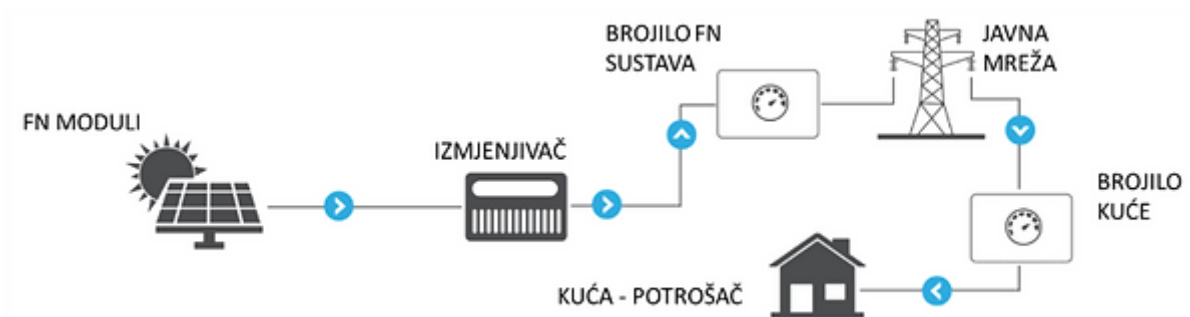 FN MODULI
IZMJENJIVAČ
BROJILO FN
SUSTAVA
JAVNA
MREŽA
BROJILO
KUĆE
KUĆA - POTROŠAČ